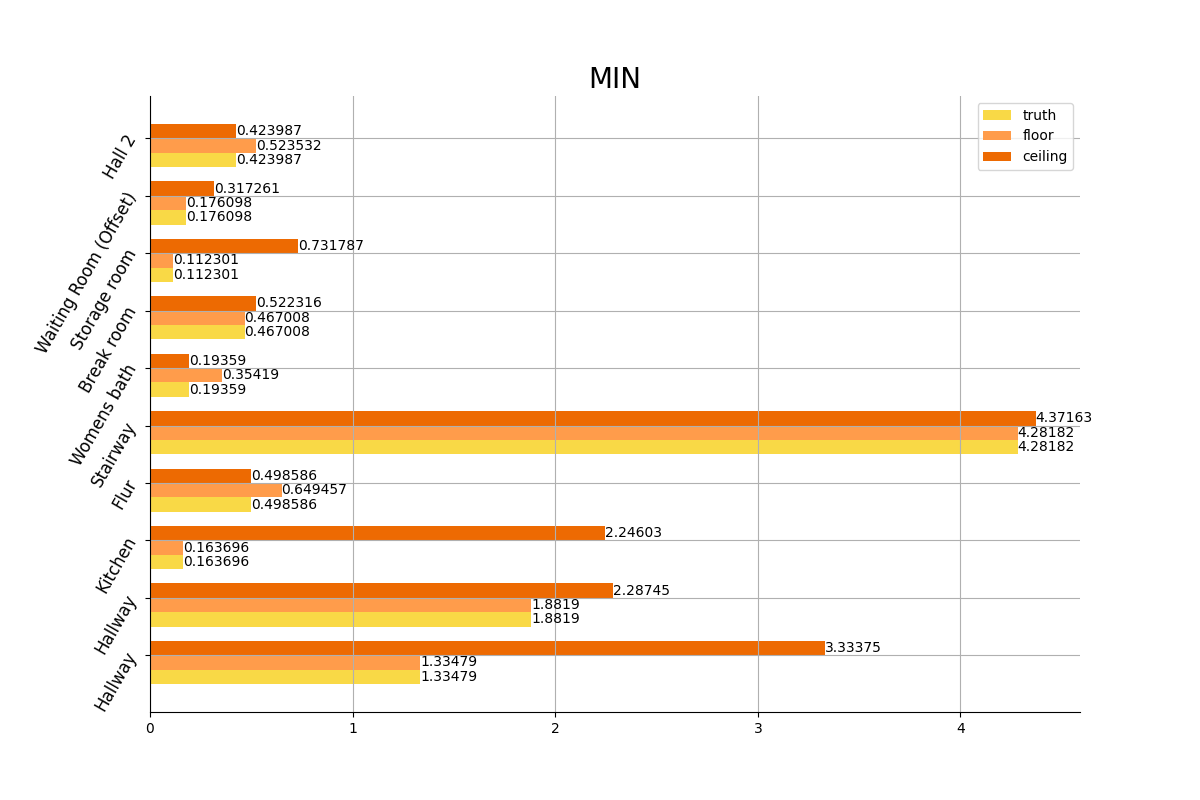 MIN
truth
floor
ceiling
Hall 2
0.423987
0.523532
0.423987
Waiting Room (Offset)
0.317261
0.176098
0.176098
Storage room
0.731787
0.112301
0.112301
Break room
0.522316
0.467008
0.467008
Womens bath
0.19359
0.35419
0.19359
Stairway
4.37163
4.28182
4.28182
Flur
0.498586
0.649457
0.498586
Kitchen
2.24603
0.163696
0.163696
Hallway
2.28745
1.8819
1.8819
Hallway
3.33375
1.33479
1.33479
0 1 2 3 4